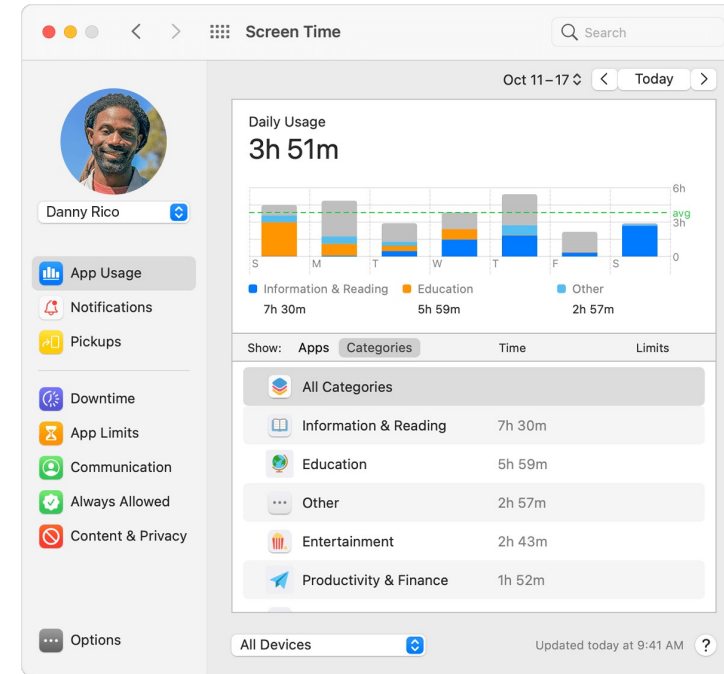 Screen Time
Search
Oct 11–17
Today
Danny Rico
App Usage
Notifications
Pickups
Downtime
App Limits
Communication
Always Allowed
Content & Privacy
Options
Daily Usage
3h 51m
6h
avg
3h
0
S M T W T F S
Information & Reading Education Other
7h 30m 5h 59m 2h 57m
Show: Apps Categories Time Limits
All Categories
Information & Reading 7h 30m
Education 5h 59m
Other 2h 57m
Entertainment 2h 43m
Productivity & Finance 1h 52m
All Devices
Updated today at 9:41 AM ?